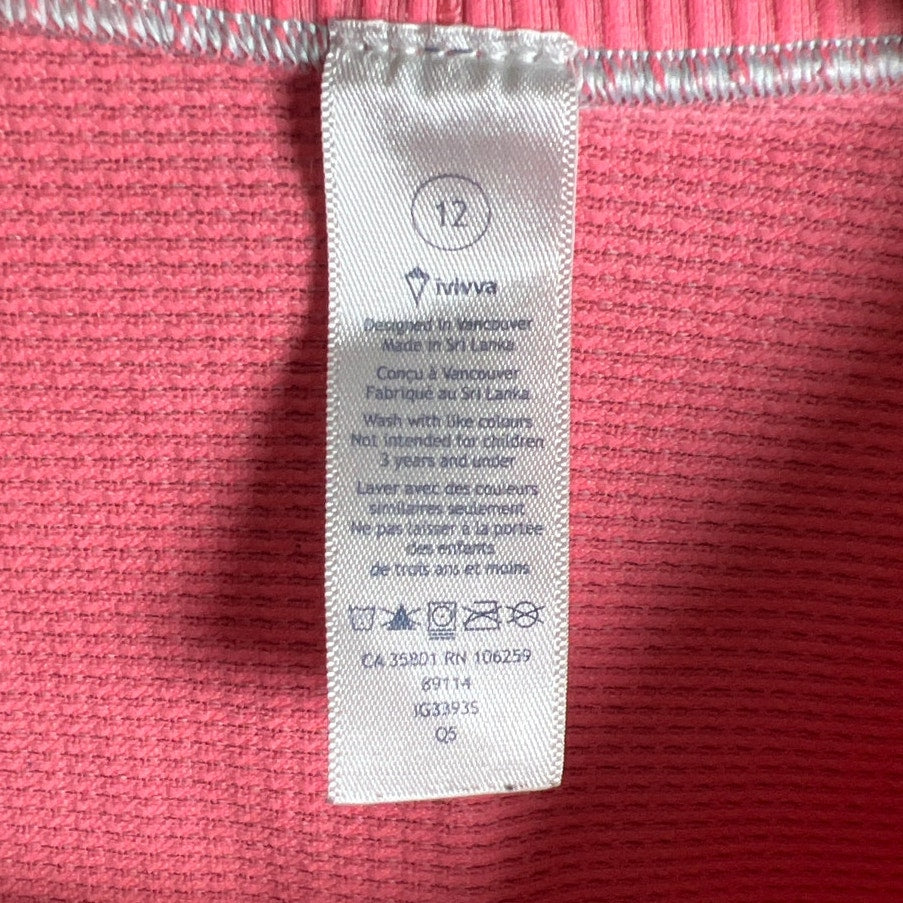 12
ivivva
Designed in Vancouver
Made in Sri Lanka
Conçu à Vancouver
Fabriqué au Sri Lanka
Wash with like colours
Not intended for children
3 years and under
Laver avec des couleurs
similaires seulement
Ne pas laisser à la portée
des enfants
de trois ans et moins
CA 35801 RN 106259
89114
IG33935
Q5